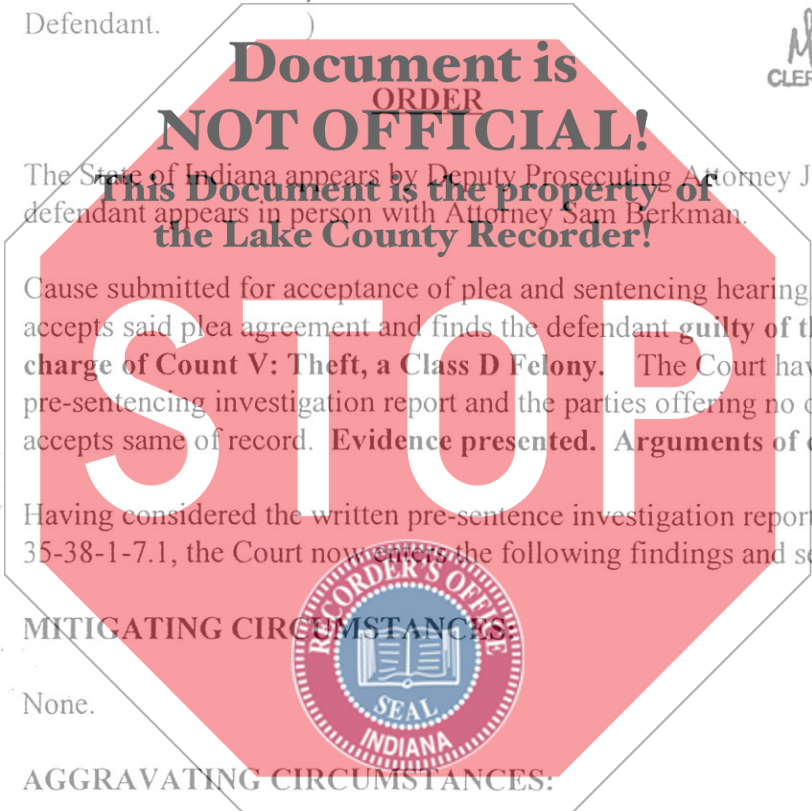 Defendant. )
CLER
Document is
ORDER
NOT OFFICIAL!
The State of Indiana appears by Deputy Prosecuting Attorney J
This Document is the property of
defendant appears in person with Attorney Sam Berkman.
the Lake County Recorder!
Cause submitted for acceptance of plea and sentencing hearing
accepts said plea agreement and finds the defendant guilty of th
charge of Count V: Theft, a Class D Felony. The Court hav
pre-sentencing investigation report and the parties offering no
accepts same of record. Evidence presented. Arguments of
STOP
Having considered the written pre-sentence investigation report
35-38-1-7.1, the Court now enters the following findings and se
MITIGATING CIRCUMSTANCES:
RECORDER'S OFFICE
SEAL
INDIANA
None.
AGGRAVATING CIRCUMSTANCES: